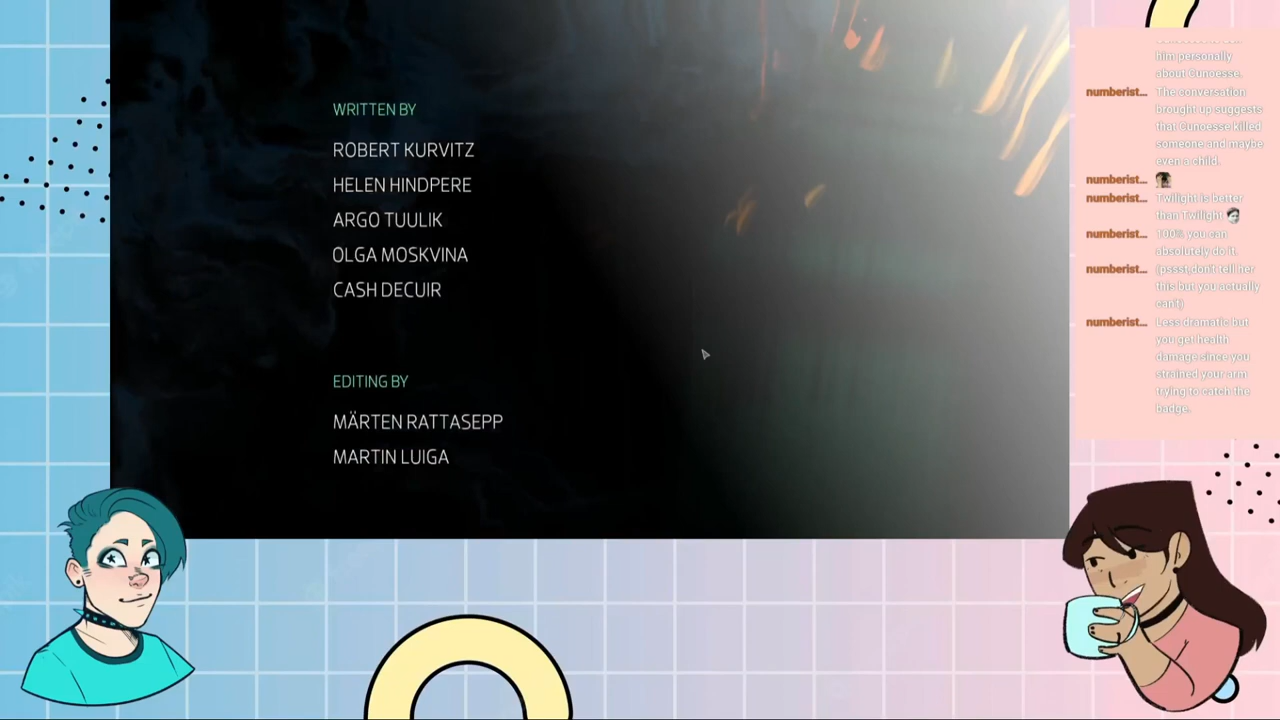 WRITTEN BY
ROBERT KURVITZ
HELEN HINDPERE
ARGO TUULIK
OLGA MOSKVINA
CASH DECUIR
EDITING BY
MÄRTEN RATTASEPP
MARTIN LUIGA
him personally
about Cunoesse.
numberist... The conversation
brought up suggests
that Cunoesse killed
someone and maybe
even a child.
numberist...
numberist... Twilight is better
than Twilight
numberist... 100% you can
absolutely do it.
numberist... (pssst don't tell her
this but you actually
can't)
numberist... Less dramatic but
you get health
damage since you
strained your arm
trying to catch the
badge.